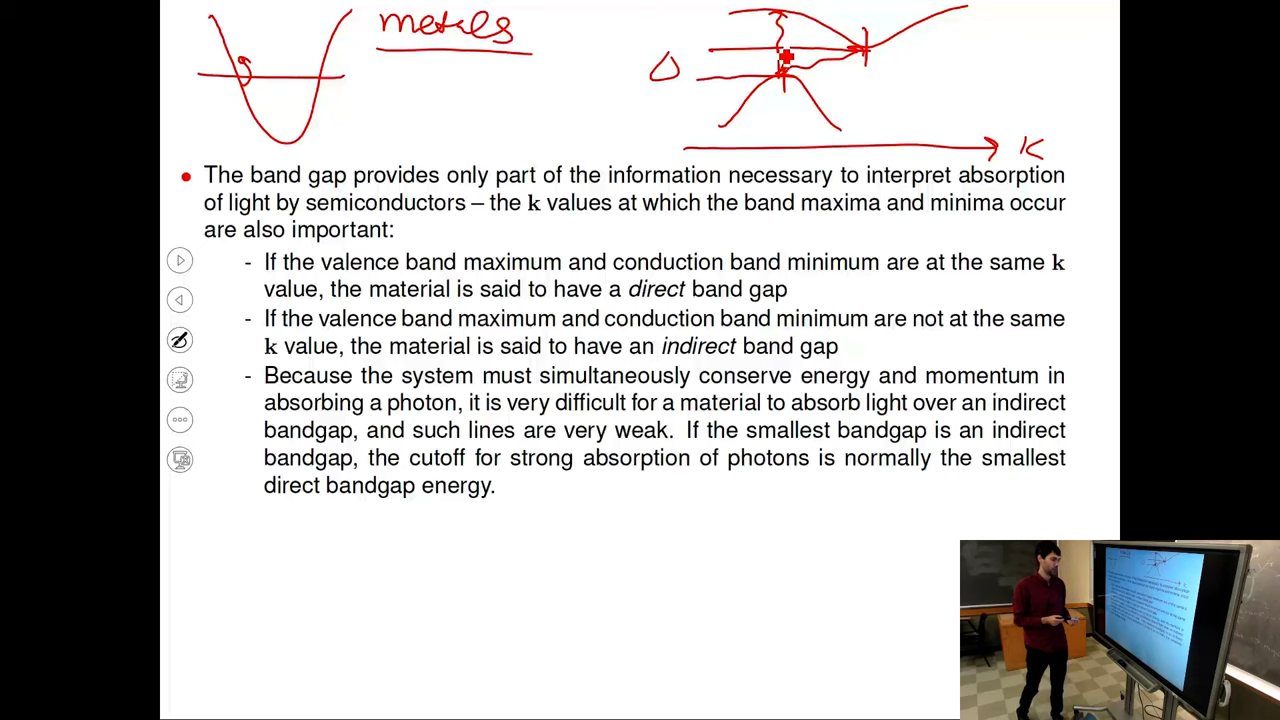 metals
Δ
K
• The band gap provides only part of the information necessary to interpret absorption
of light by semiconductors – the k values at which the band maxima and minima occur
are also important:
- If the valence band maximum and conduction band minimum are at the same k
value, the material is said to have a direct band gap
- If the valence band maximum and conduction band minimum are not at the same
k value, the material is said to have an indirect band gap
- Because the system must simultaneously conserve energy and momentum in
absorbing a photon, it is very difficult for a material to absorb light over an indirect
bandgap, and such lines are very weak. If the smallest bandgap is an indirect
bandgap, the cutoff for strong absorption of photons is normally the smallest
direct bandgap energy.